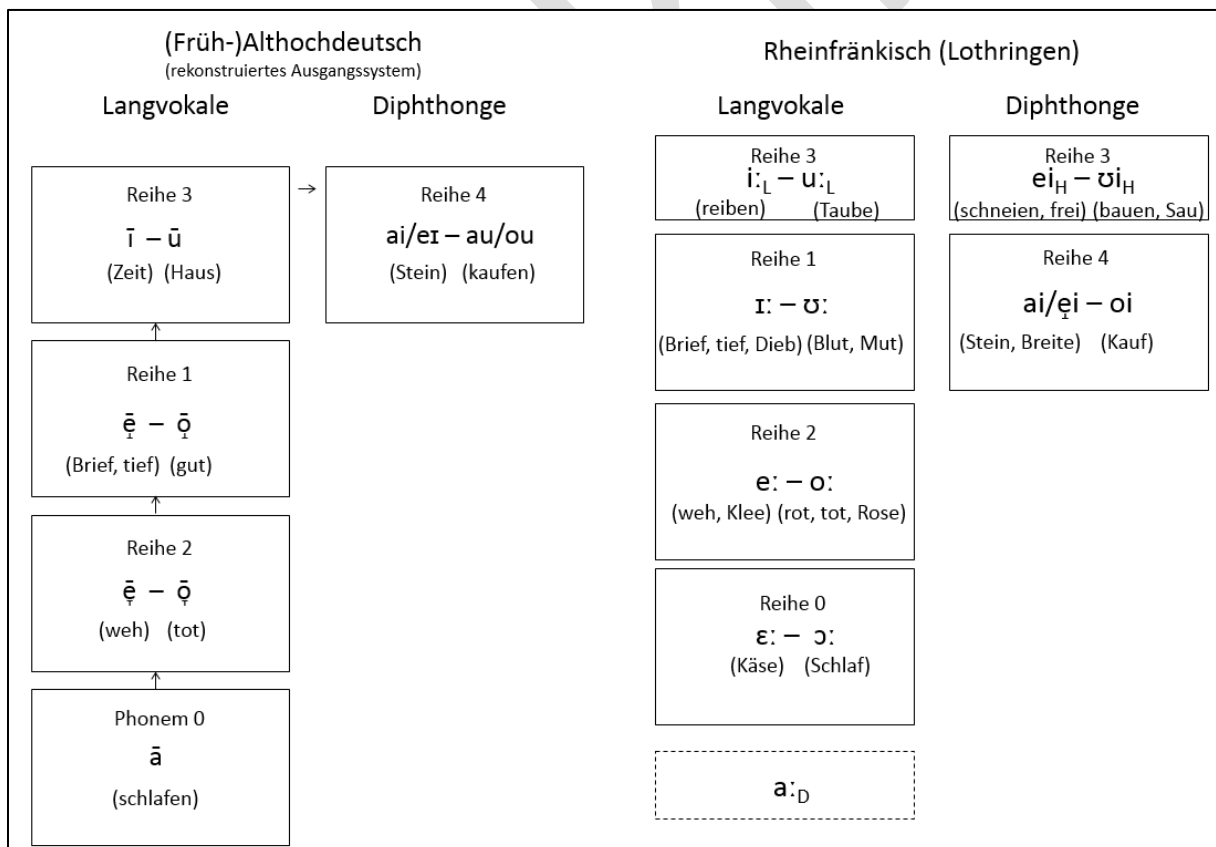 (Früh-)Althochdeutsch
(rekonstruiertes Ausgangssystem)
Langvokale
Diphthonge
Reihe 3
ī – ū
(Zeit) (Haus)
→
Reihe 4
ai/eɪ – au/ou
(Stein) (kaufen)
Reihe 1
ẹ̄ – ọ̄
(Brief, tief) (gut)
Reihe 2
ē̞ – ō̞
(weh) (tot)
Phonem 0
ā
(schlafen)
Rheinfränkisch (Lothringen)
Langvokale
Diphthonge
Reihe 3
iːL – uːL
(reiben) (Taube)
Reihe 3
eiH – ʊiH
(schneien, frei) (bauen, Sau)
Reihe 1
ɪː – ʊː
(Brief, tief, Dieb) (Blut, Mut)
Reihe 4
ai/e̝i – oi
(Stein, Breite) (Kauf)
Reihe 2
eː – oː
(weh, Klee) (rot, tot, Rose)
Reihe 0
ɛː – ɔː
(Käse) (Schlaf)
aːD